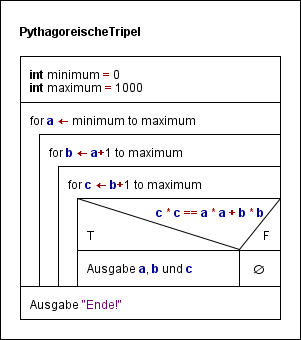 PythagoreischeTripel
int minimum = 0
int maximum = 1000
for a ← minimum to maximum
for b ← a+1 to maximum
for c ← b+1 to maximum
c * c == a * a + b * b
T F
Ausgabe a, b und c ∅
Ausgabe "Ende!"